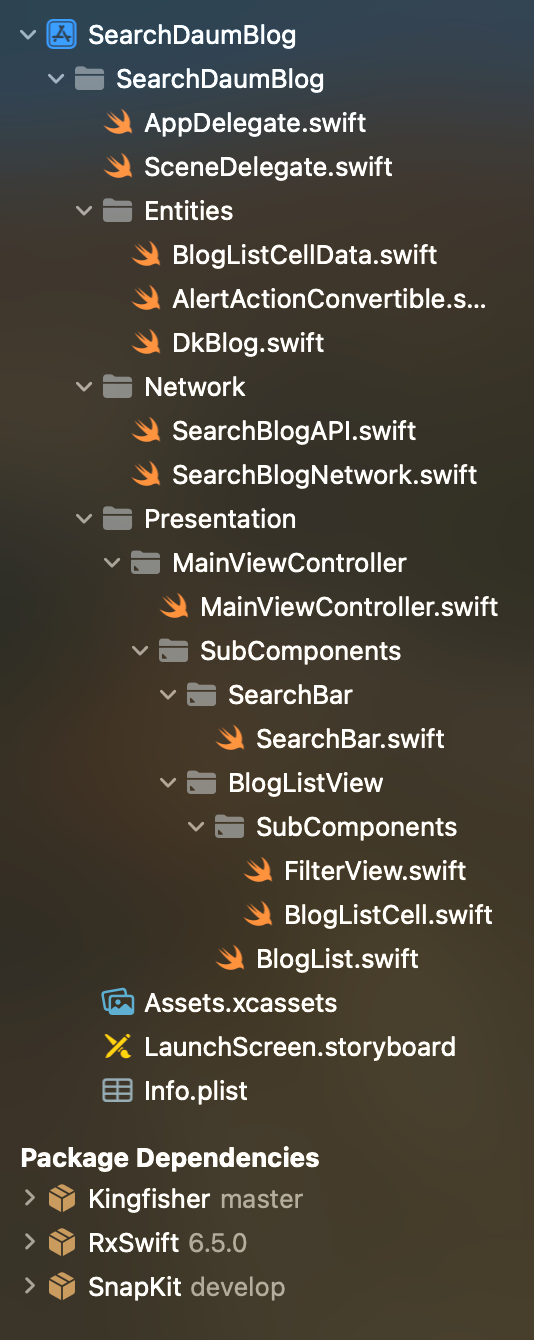 SearchDaumBlog
SearchDaumBlog
AppDelegate.swift
SceneDelegate.swift
Entities
BlogListCellData.swift
AlertActionConvertible.s...
DkBlog.swift
Network
SearchBlogAPI.swift
SearchBlogNetwork.swift
Presentation
MainViewController
MainViewController.swift
SubComponents
SearchBar
SearchBar.swift
BlogListView
SubComponents
FilterView.swift
BlogListCell.swift
BlogList.swift
Assets.xcassets
LaunchScreen.storyboard
Info.plist
Package Dependencies
Kingfisher master
RxSwift 6.5.0
SnapKit develop